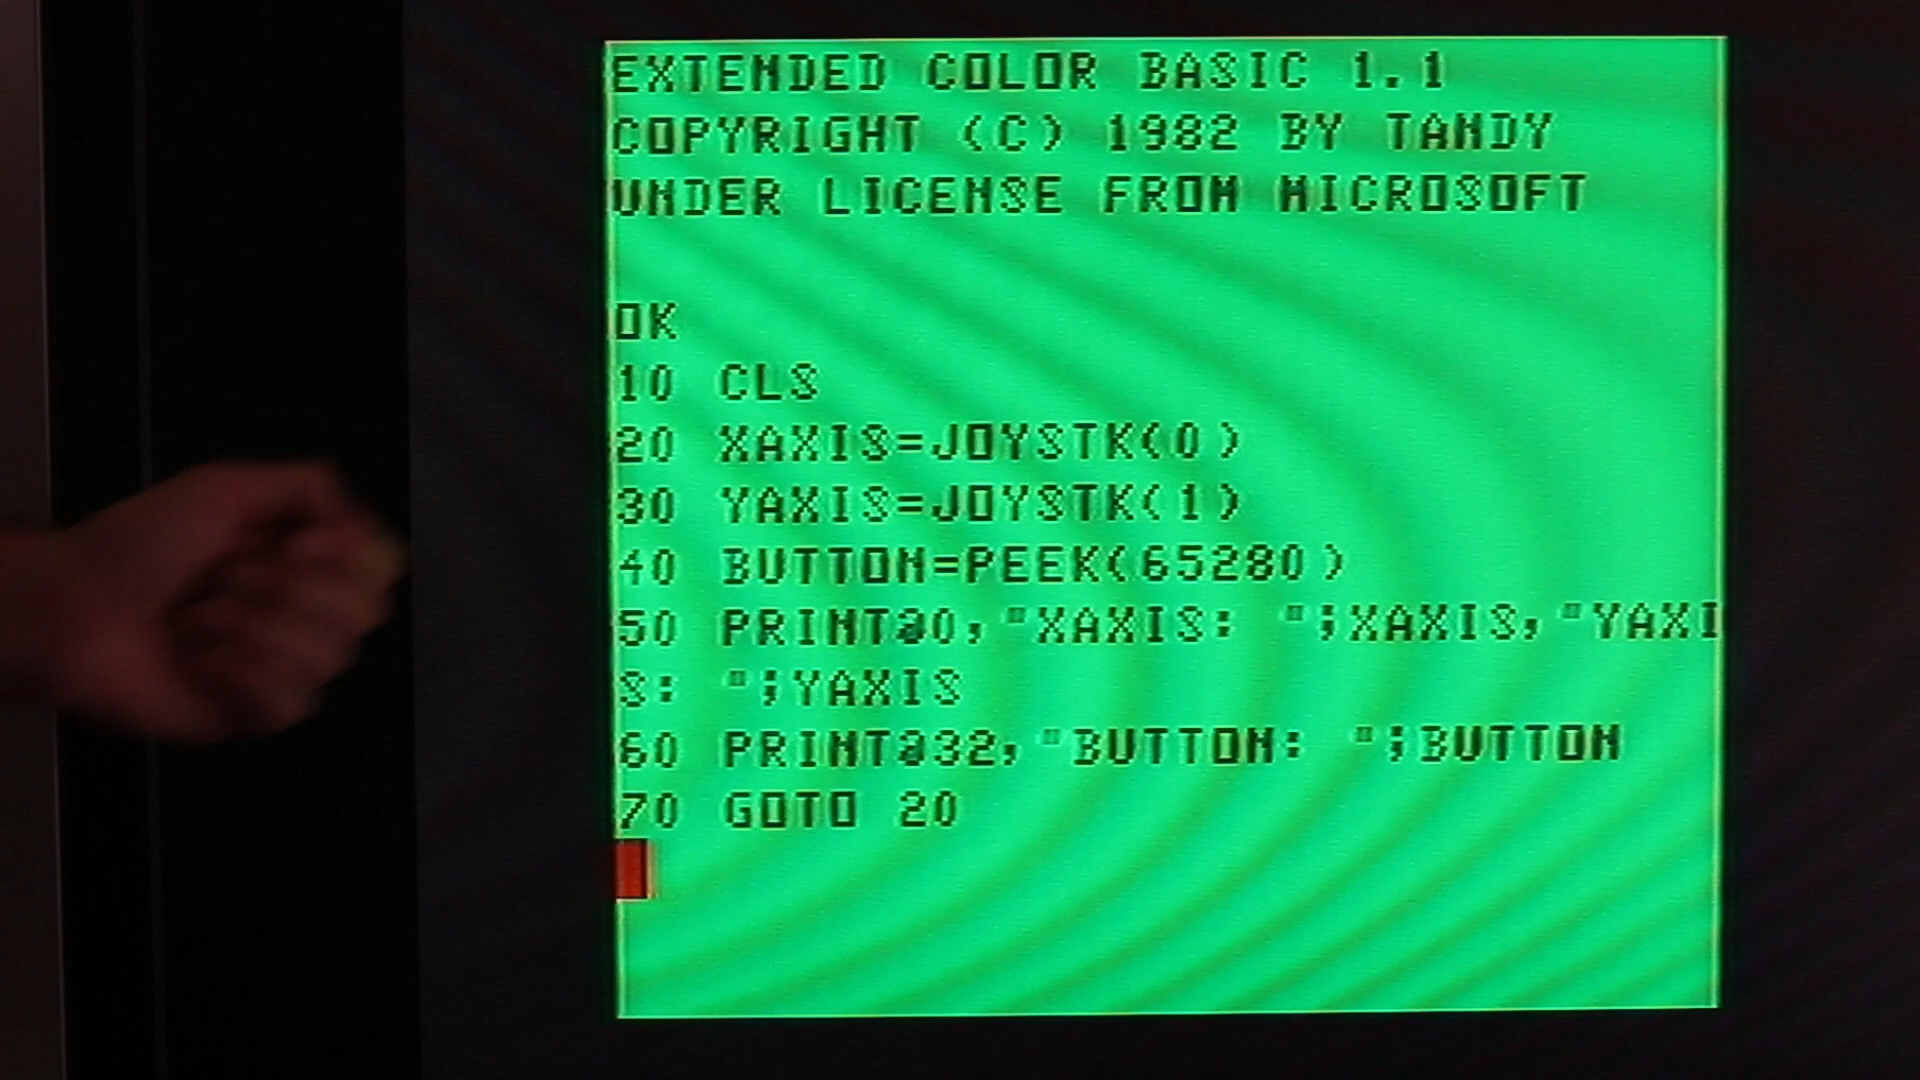 EXTENDED COLOR BASIC 1.1
COPYRIGHT (C) 1982 BY TANDY
UNDER LICENSE FROM MICROSOFT
OK
10 CLS
20 XAXIS=JOYSTK(0)
30 YAXIS=JOYSTK(1)
40 BUTTON=PEEK(65280)
50 PRINT@0,"XAXIS: ";XAXIS,"YAXI
S: ";YAXIS
60 PRINT@32,"BUTTON: ";BUTTON
70 GOTO 20